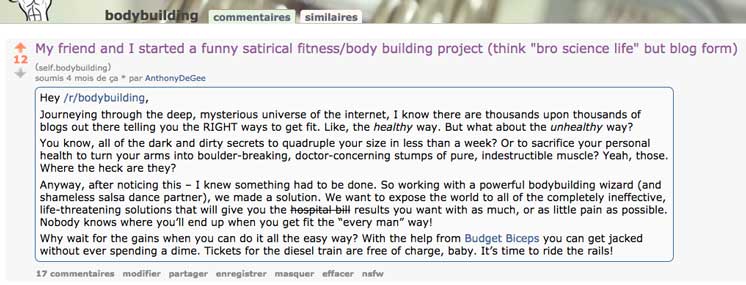 bodybuilding commentaires similaires
My friend and I started a funny satirical fitness/body building project (think "bro science life" but blog form)
12
(self.bodybuilding)
soumis 4 mois de ça * par AnthonyDeGee
Hey /r/bodybuilding,
Journeying through the deep, mysterious universe of the internet, I know there are thousands upon thousands of
blogs out there telling you the RIGHT ways to get fit. Like, the healthy way. But what about the unhealthy way?
You know, all of the dark and dirty secrets to quadruple your size in less than a week? Or to sacrifice your personal
health to turn your arms into boulder-breaking, doctor-concerning stumps of pure, indestructible muscle? Yeah, those.
Where the heck are they?
Anyway, after noticing this – I knew something had to be done. So working with a powerful bodybuilding wizard (and
shameless salsa dance partner), we made a solution. We want to expose the world to all of the completely ineffective,
life-threatening solutions that will give you the hospital bill results you want with as much, or as little pain as possible.
Nobody knows where you'll end up when you get fit the "every man" way!
Why wait for the gains when you can do it all the easy way? With the help from Budget Biceps you can get jacked
without ever spending a dime. Tickets for the diesel train are free of charge, baby. It's time to ride the rails!
17 commentaires modifier partager enregistrer masquer effacer nsfw